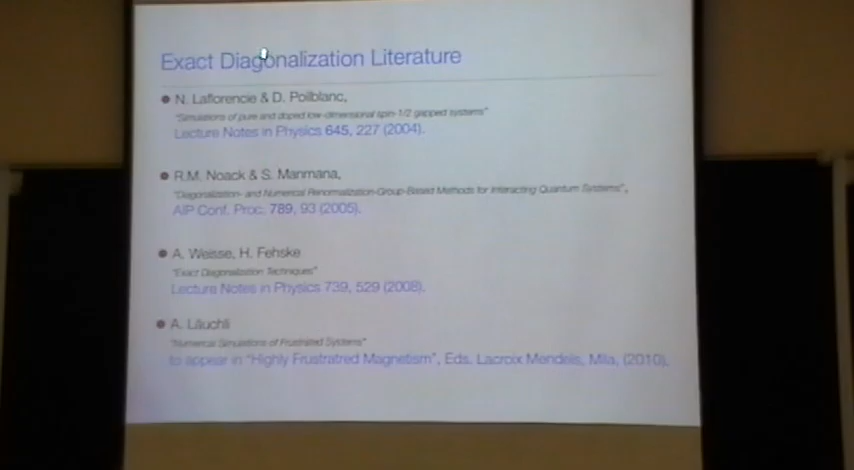 Exact Diagonalization Literature
N. Laflorencie & D. Poilblanc,
"Simulations of pure and doped low-dimensional spin-1/2 gapped systems"
Lecture Notes in Physics 645, 227 (2004).
R.M. Noack & S. Manmana,
"Diagonalization- and Numerical Renormalization-Group-Based Methods for Interacting Quantum Systems",
AIP Conf. Proc. 789, 93 (2005).
A. Weisse, H. Fehske
"Exact Diagonalization Techniques"
Lecture Notes in Physics 739, 529 (2008).
A. Läuchli
"Numerical Simulations of Frustrated Systems"
to appear in "Highly Frustratred Magnetism", Eds. Lacroix Mendels, Mila, (2010).